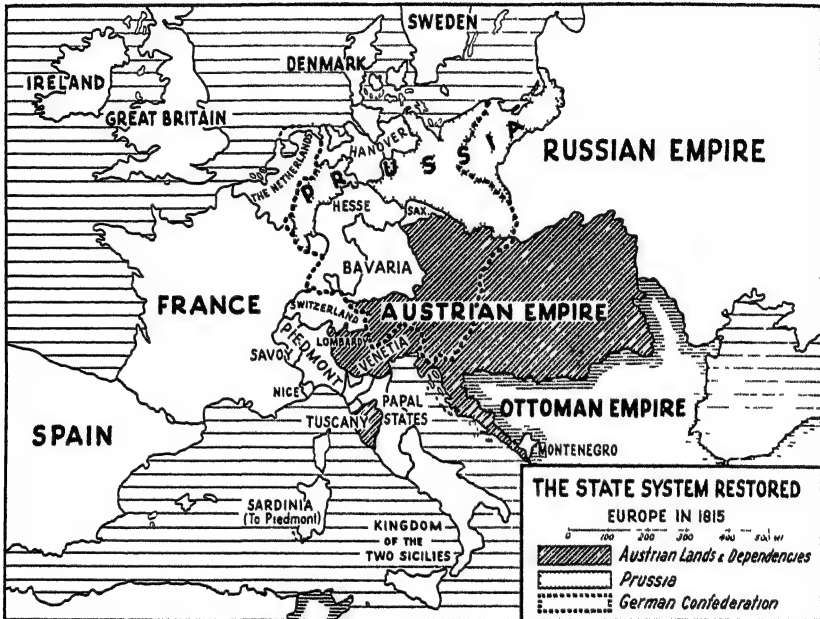 SWEDEN
DENMARK
IRELAND
GREAT BRITAIN
HANOVER
THE NETHERLANDS
PRUSSIA
RUSSIAN EMPIRE
HESSE
SAX.
BAVARIA
FRANCE
SWITZERLAND
AUSTRIAN EMPIRE
LOMBARDY
VENETIA
PIEDMONT
SAVOY
NICE
PAPAL
STATES
TUSCANY
OTTOMAN EMPIRE
SPAIN
MONTENEGRO
SARDINIA
(To Piedmont)
KINGDOM
OF THE
TWO SICILIES
THE STATE SYSTEM RESTORED
EUROPE IN 1815
0 100 200 300 400 500 MI
Austrian Lands & Dependencies
Prussia
German Confederation